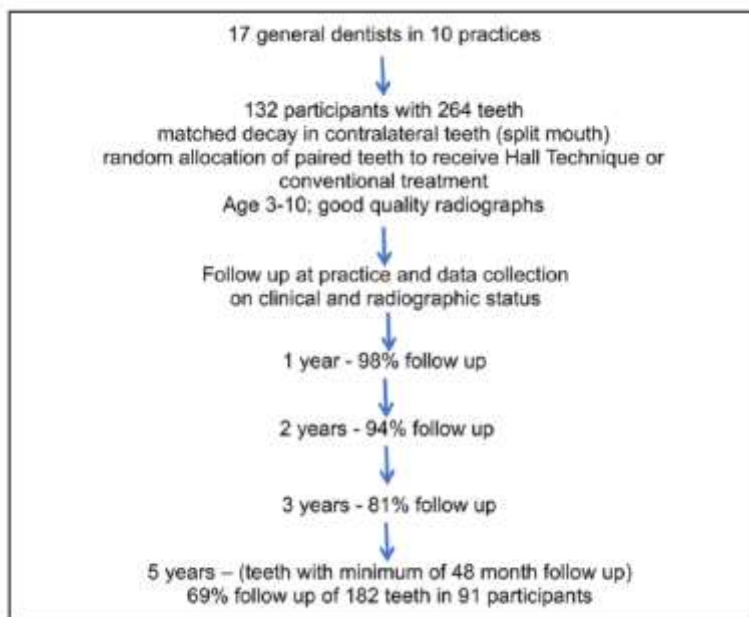 17 general dentists in 10 practices
132 participants with 264 teeth
matched decay in contralateral teeth (split mouth)
random allocation of paired teeth to receive Hall Technique or
conventional treatment
Age 3-10; good quality radiographs
Follow up at practice and data collection
on clinical and radiographic status
1 year - 98% follow up
2 years - 94% follow up
3 years - 81% follow up
5 years – (teeth with minimum of 48 month follow up)
69% follow up of 182 teeth in 91 participants